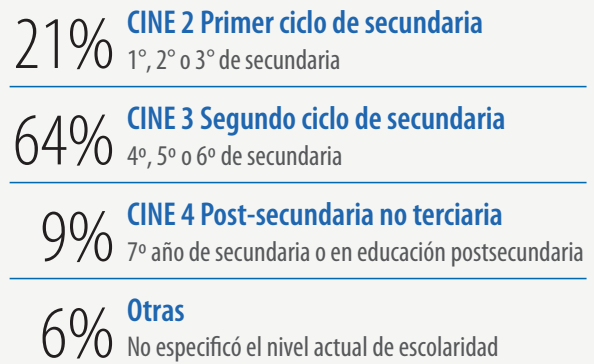 21% CINE 2 Primer ciclo de secundaria
1°, 2° o 3° de secundaria
64% CINE 3 Segundo ciclo de secundaria
4º, 5º o 6º de secundaria
9% CINE 4 Post-secundaria no terciaria
7º año de secundaria o en educación postsecundaria
6% Otras
No especificó el nivel actual de escolaridad